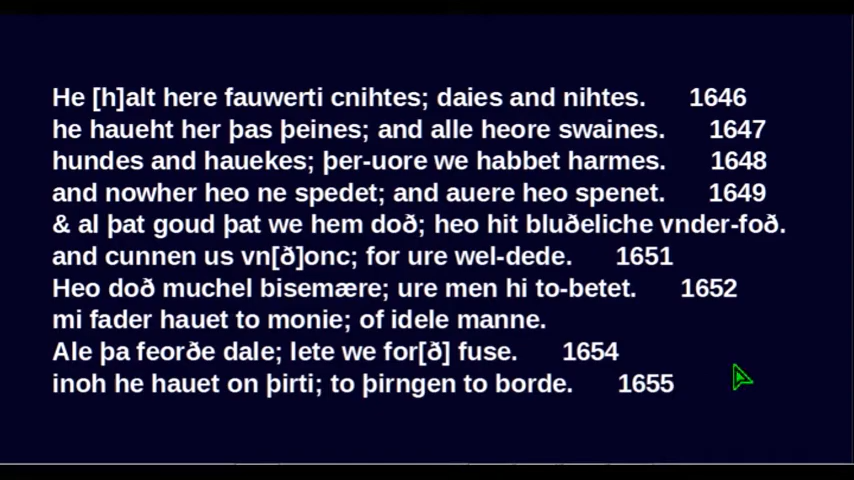 He [h]alt here fauwerti cnihtes; daies and nihtes. 1646
he haueht her þas þeines; and alle heore swaines. 1647
hundes and hauekes; þer-uore we habbet harmes. 1648
and nowher heo ne spedet; and auere heo spenet. 1649
& al þat goud þat we hem doð; heo hit bluðeliche vnder-foð.
and cunnen us vn[ð]onc; for ure wel-dede. 1651
Heo doð muchel bisemære; ure men hi to-betet. 1652
mi fader hauet to monie; of idele manne.
Ale þa feorðe dale; lete we for[ð] fuse. 1654
inoh he hauet on þirti; to þirngen to borde. 1655